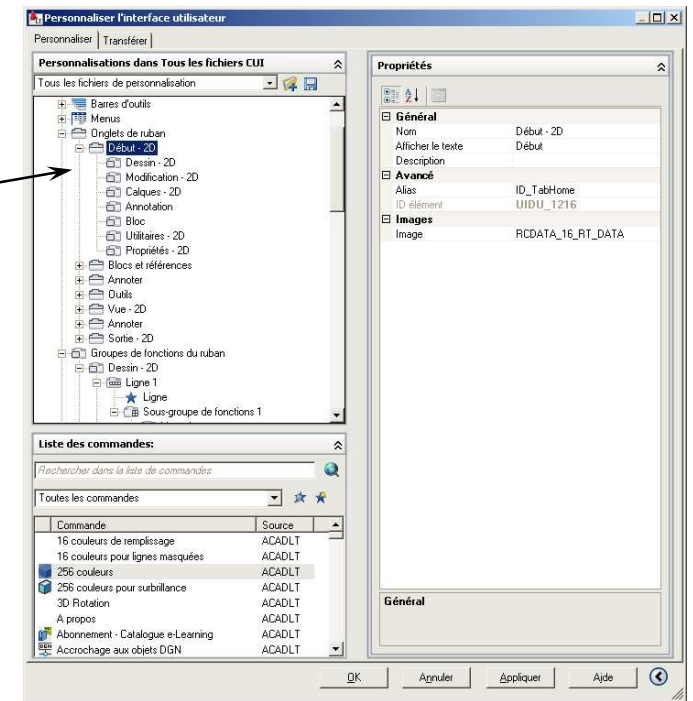 Personnaliser l'interface utilisateur
Personnaliser
Transférer
Personnalisations dans Tous les fichiers CUI
Tous les fichiers de personnalisation
Barres d'outils
Menus
Onglets de ruban
Début - 2D
Dessin - 2D
Modification - 2D
Calques - 2D
Annotation
Bloc
Utilitaires - 2D
Propriétés - 2D
Blocs et références
Annoter
Outils
Vue - 2D
Annoter
Sortie - 2D
Groupes de fonctions du ruban
Dessin - 2D
Ligne 1
Ligne
Sous-groupe de fonctions 1
Liste des commandes:
Rechercher dans la liste de commandes
Toutes les commandes
Commande Source
16 couleurs de remplissage ACADLT
16 couleurs pour lignes masquées ACADLT
256 couleurs ACADLT
256 couleurs pour surbrillance ACADLT
3D Rotation ACADLT
A propos ACADLT
Abonnement - Catalogue e-Learning ACADLT
DGN Accrochage aux objets DGN ACADLT
Propriétés
Général
Nom Début - 2D
Afficher le texte Début
Description
Avancé
Alias ID_TabHome
ID élément UIDU_1216
Images
Image RCDATA_16_RT_DATA
Général
OK
Annuler
Appliquer
Aide